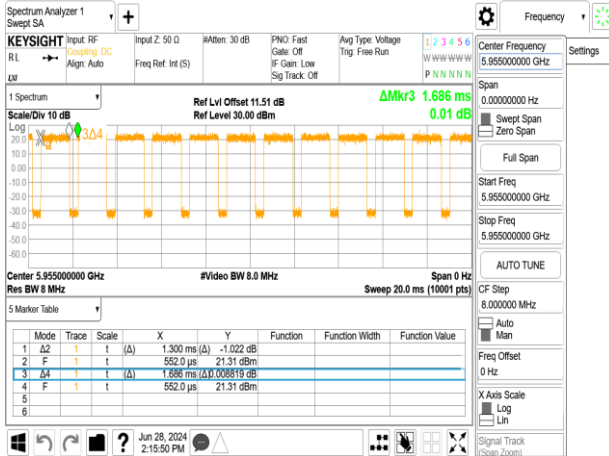 Spectrum Analyzer 1
Swept SA
Frequency
KEYSIGHT Input: RF Input Z: 50 Ω #Atten: 30 dB PNO: Fast Avg Type: Voltage 1 2 3 4 5 6
RL Coupling: DC Gate: Off Trig: Free Run W W W W W W
Align: Auto Freq Ref: Int (S) IF Gain: Low P N N N N N
LXI Sig Track: Off
1 Spectrum
Ref Lvl Offset 11.51 dB
ΔMkr3 1.686 ms
Scale/Div 10 dB Ref Level 30.00 dBm 0.01 dB
Log
3Δ4
20.0
10.0
0.00
-10.0
-20.0
-30.0
-40.0
-50.0
-60.0
Center 5.955000000 GHz #Video BW 8.0 MHz Span 0 Hz
Res BW 8 MHz Sweep 20.0 ms (10001 pts)
5 Marker Table
Mode Trace Scale X Y Function Function Width Function Value
1 Δ2 1 t (Δ) 1.300 ms (Δ) -1.022 dB
2 F 1 t 552.0 µs 21.31 dBm
3 Δ4 1 t (Δ) 1.686 ms (Δ) 0.008819 dB
4 F 1 t 552.0 µs 21.31 dBm
5
6
Jun 28, 2024
2:15:50 PM
Center Frequency
5.955000000 GHz
Settings
Span
0.00000000 Hz
Swept Span
Zero Span
Full Span
Start Freq
5.955000000 GHz
Stop Freq
5.955000000 GHz
AUTO TUNE
CF Step
8.000000 MHz
Auto
Man
Freq Offset
0 Hz
X Axis Scale
Log
Lin
Signal Track
(Span Zoom)